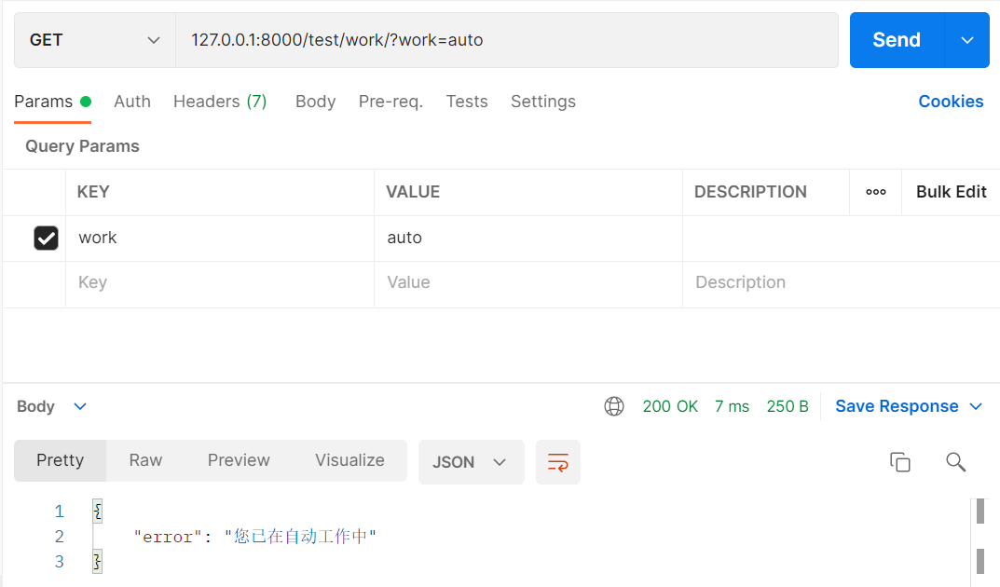 GET 127.0.0.1:8000/test/work/?work=auto Send
Params Auth Headers (7) Body Pre-req. Tests Settings Cookies
Query Params
KEY VALUE DESCRIPTION ooo Bulk Edit
work auto
Key Value Description
Body 200 OK 7 ms 250 B Save Response
Pretty Raw Preview Visualize JSON
1 {
2 "error": "您已在自动工作中"
3 }